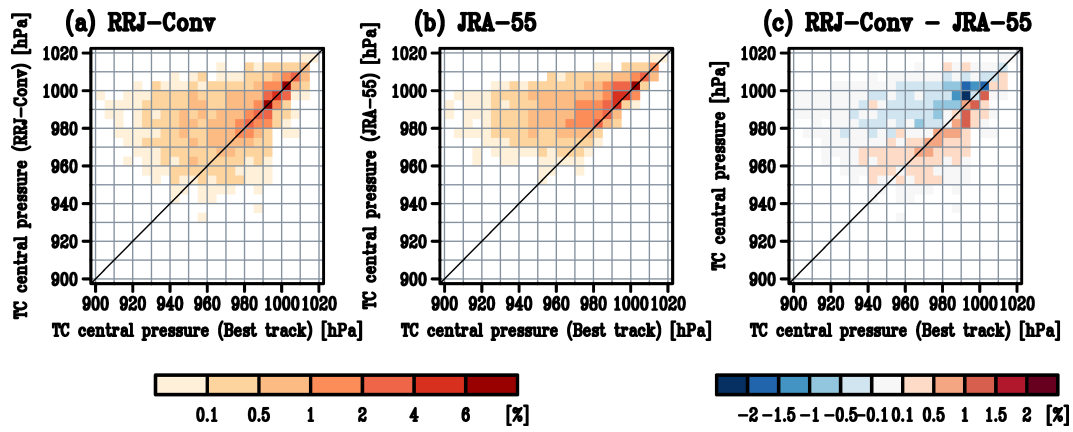 (a) RRJ-Conv
(b) JRA-55
(c) RRJ-Conv - JRA-55
TC central pressure (RRJ-Conv) [hPa]
1020
1000
980
960
940
920
900
900 920 940 960 980 1000 1020
TC central pressure (Best track) [hPa]
TC central pressure (JRA-55) [hPa]
1020
1000
980
960
940
920
900
900 920 940 960 980 1000 1020
TC central pressure (Best track) [hPa]
TC central pressure [hPa]
1020
1000
980
960
940
920
900
900 920 940 960 980 1000 1020
TC central pressure (Best track) [hPa]
0.1 0.5 1 2 4 6 [%]
-2 -1.5 -1 -0.5 -0.1 0.1 0.5 1 1.5 2 [%]